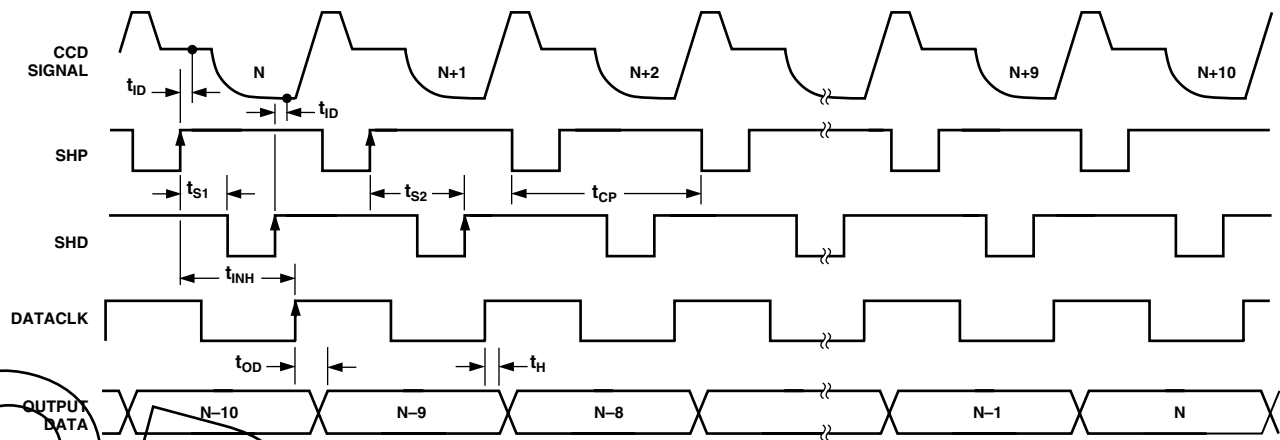 CCD
SIGNAL
N
N+1
N+2
N+9
N+10
tID
tID
SHP
tS1
tS2
tCP
SHD
tINH
DATACLK
tOD
tH
OUTPUT
DATA
N–10
N–9
N–8
N–1
N